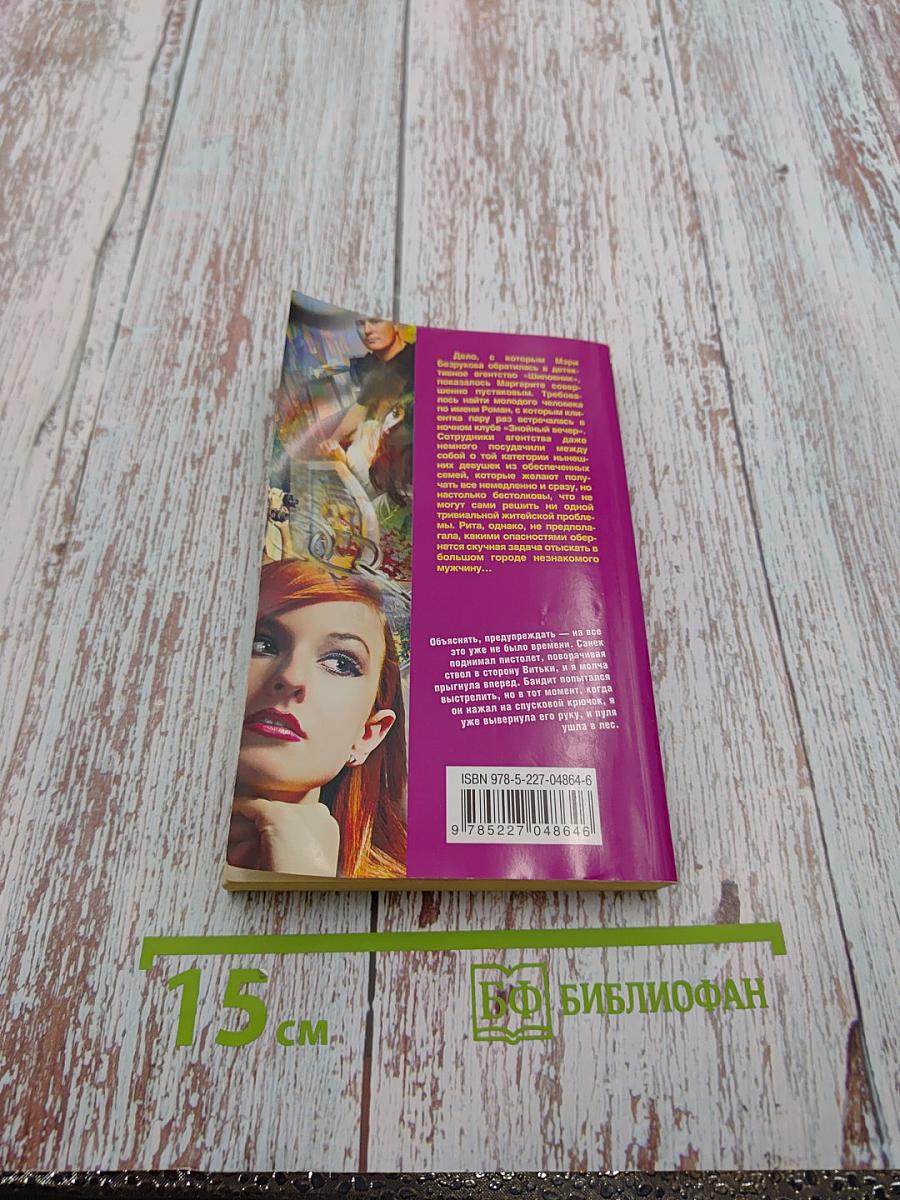 Дело, с которым Мэри
Безрукова обратилась в детек-
тивное агентство «Шиповник»,
показалось Маргарите совер-
шенно пустяковым. Требова-
лось найти молодого человека
по имени Роман, с которым кли-
ентка пару раз встречалась в
ночном клубе «Знойный вечер».
Сотрудники агентства даже
немного посудачили между
собой о той категории нынеш-
них девушек из обеспеченных
семей, которые желают полу-
чать все немедленно и сразу, но
настолько бестолковы, что не
могут сами решить ни одной
тривиальной житейской пробле-
мы. Рита, однако, не предпола-
гала, какими опасностями обер-
нется скучная задача отыскать в
большом городе незнакомого
мужчину...
Объяснять, предупреждать — на все
это уже не было времени. Санек
поднимал пистолет, поворачивая
ствол в сторону Витьки, и я молча
прыгнула вперед. Бандит попытался
выстрелить, но в тот момент, когда
он нажал на спусковой крючок, я
уже вывернула его руку, и пуля
ушла в лес.
ISBN 978-5-227-04864-6
9 785227 048646
15 см
БФ БИБЛИОФАН